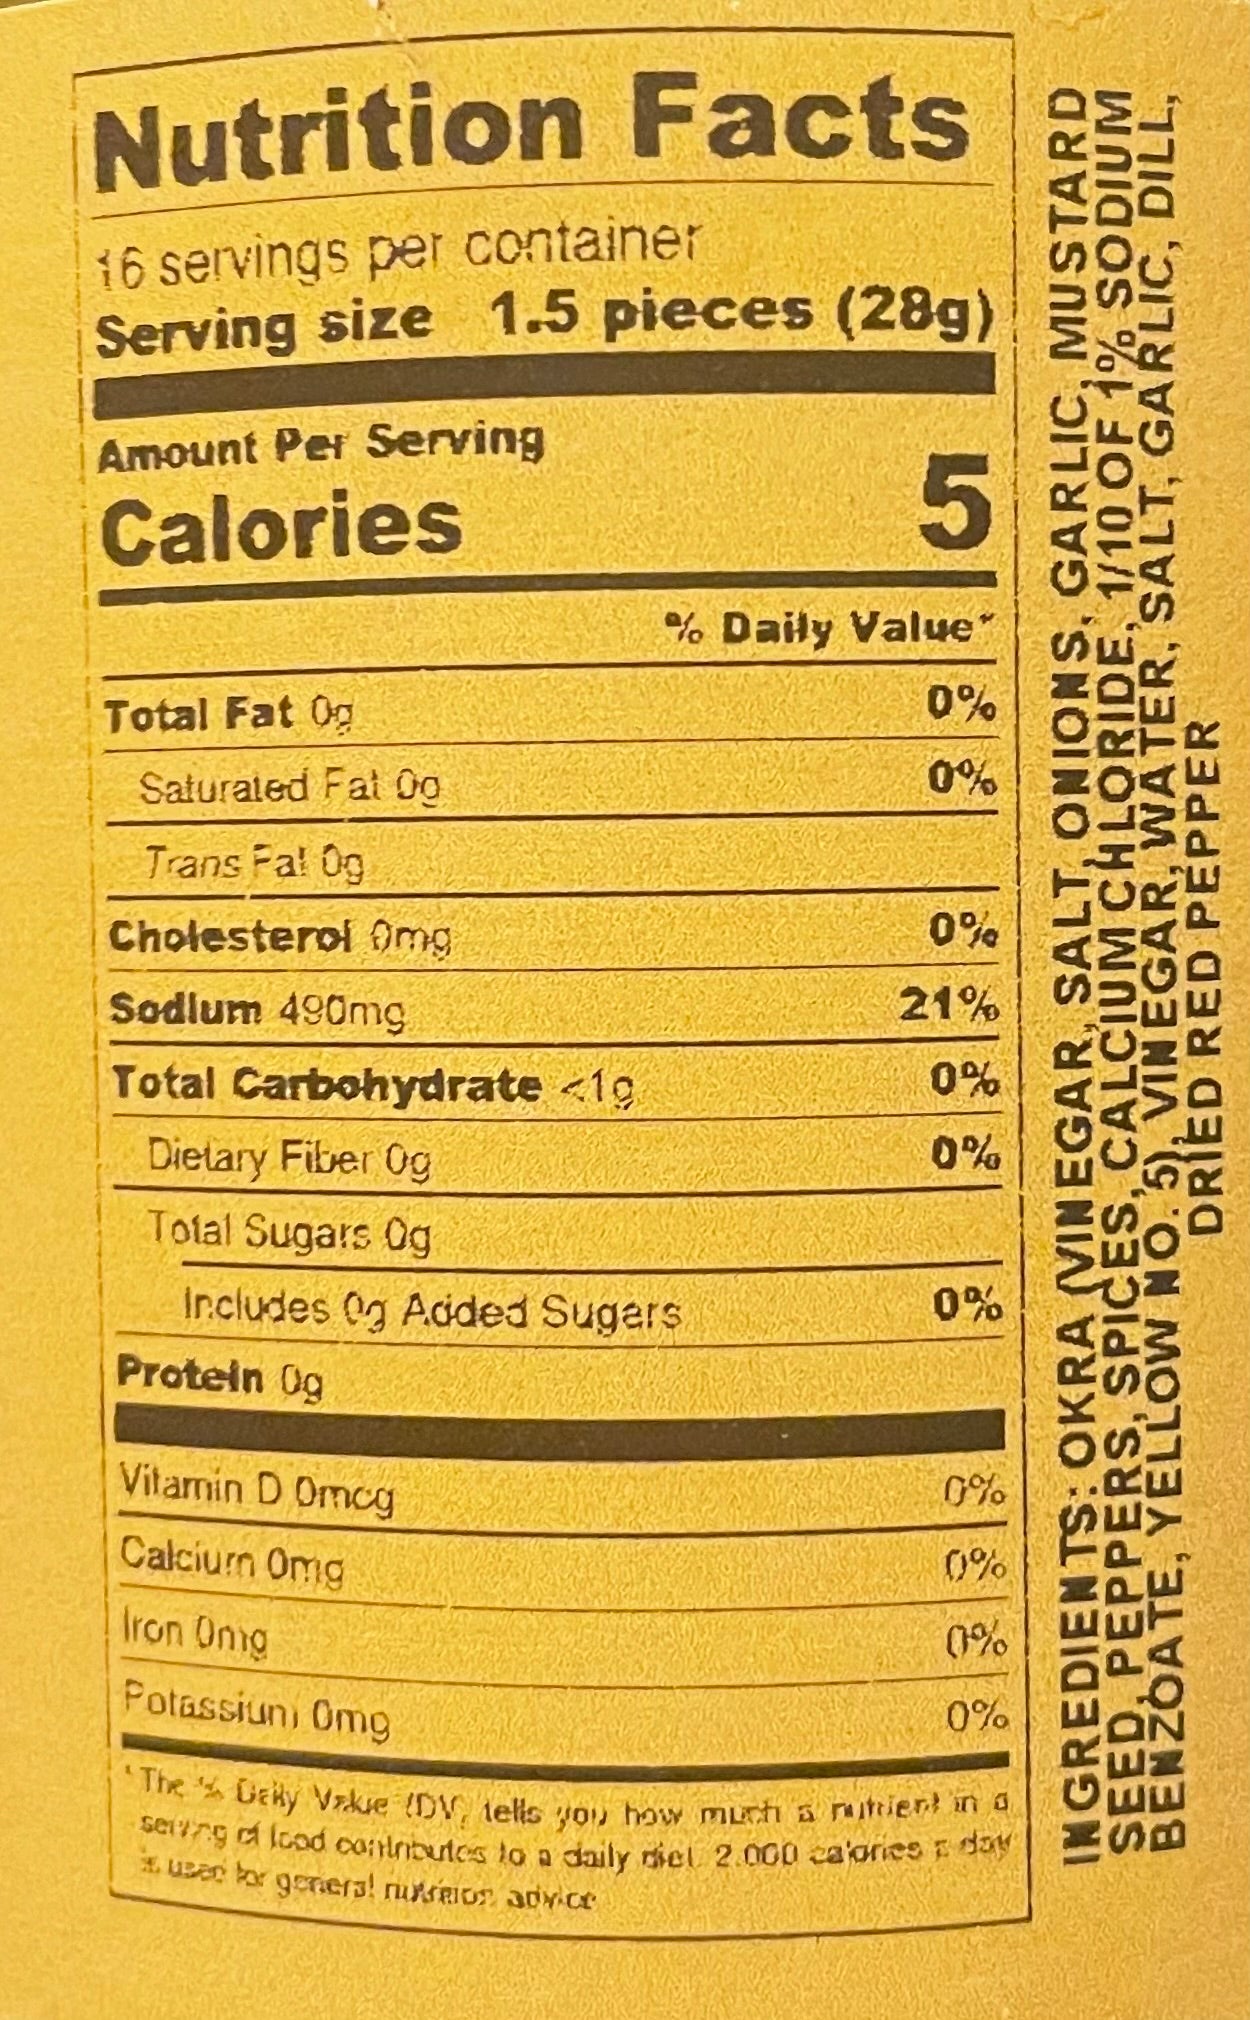 Nutrition Facts
16 servings per container
Serving size 1.5 pieces (28g)
Amount Per Serving
Calories 5
% Daily Value*
Total Fat 0g 0%
Saturated Fat 0g 0%
Trans Fat 0g
Cholesterol 0mg 0%
Sodium 490mg 21%
Total Carbohydrate <1g 0%
Dietary Fiber 0g 0%
Total Sugars 0g
Includes 0g Added Sugars 0%
Protein 0g
Vitamin D 0mcg 0%
Calcium 0mg 0%
Iron 0mg 0%
Potassium 0mg 0%
* The % Daily Value (DV) tells you how much a nutrient in a
serving of food contributes to a daily diet. 2,000 calories a day
is used for general nutrition advice
INGREDIENTS: OKRA (VINEGAR, SALT, ONIONS, GARLIC, MUSTARD
SEED, PEPPERS, SPICES, CALCIUM CHLORIDE, 1/10 OF 1% SODIUM
BENZOATE, YELLOW NO. 5), VINEGAR, WATER, SALT, GARLIC, DILL,
DRIED RED PEPPER